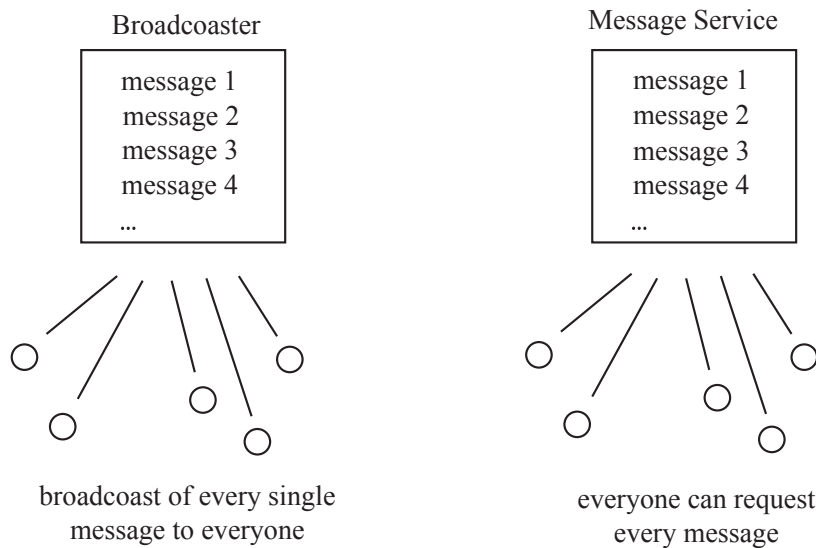 Broadcoaster
message 1
message 2
message 3
message 4
...
broadcoast of every single
message to everyone
Message Service
message 1
message 2
message 3
message 4
...
everyone can request
every message